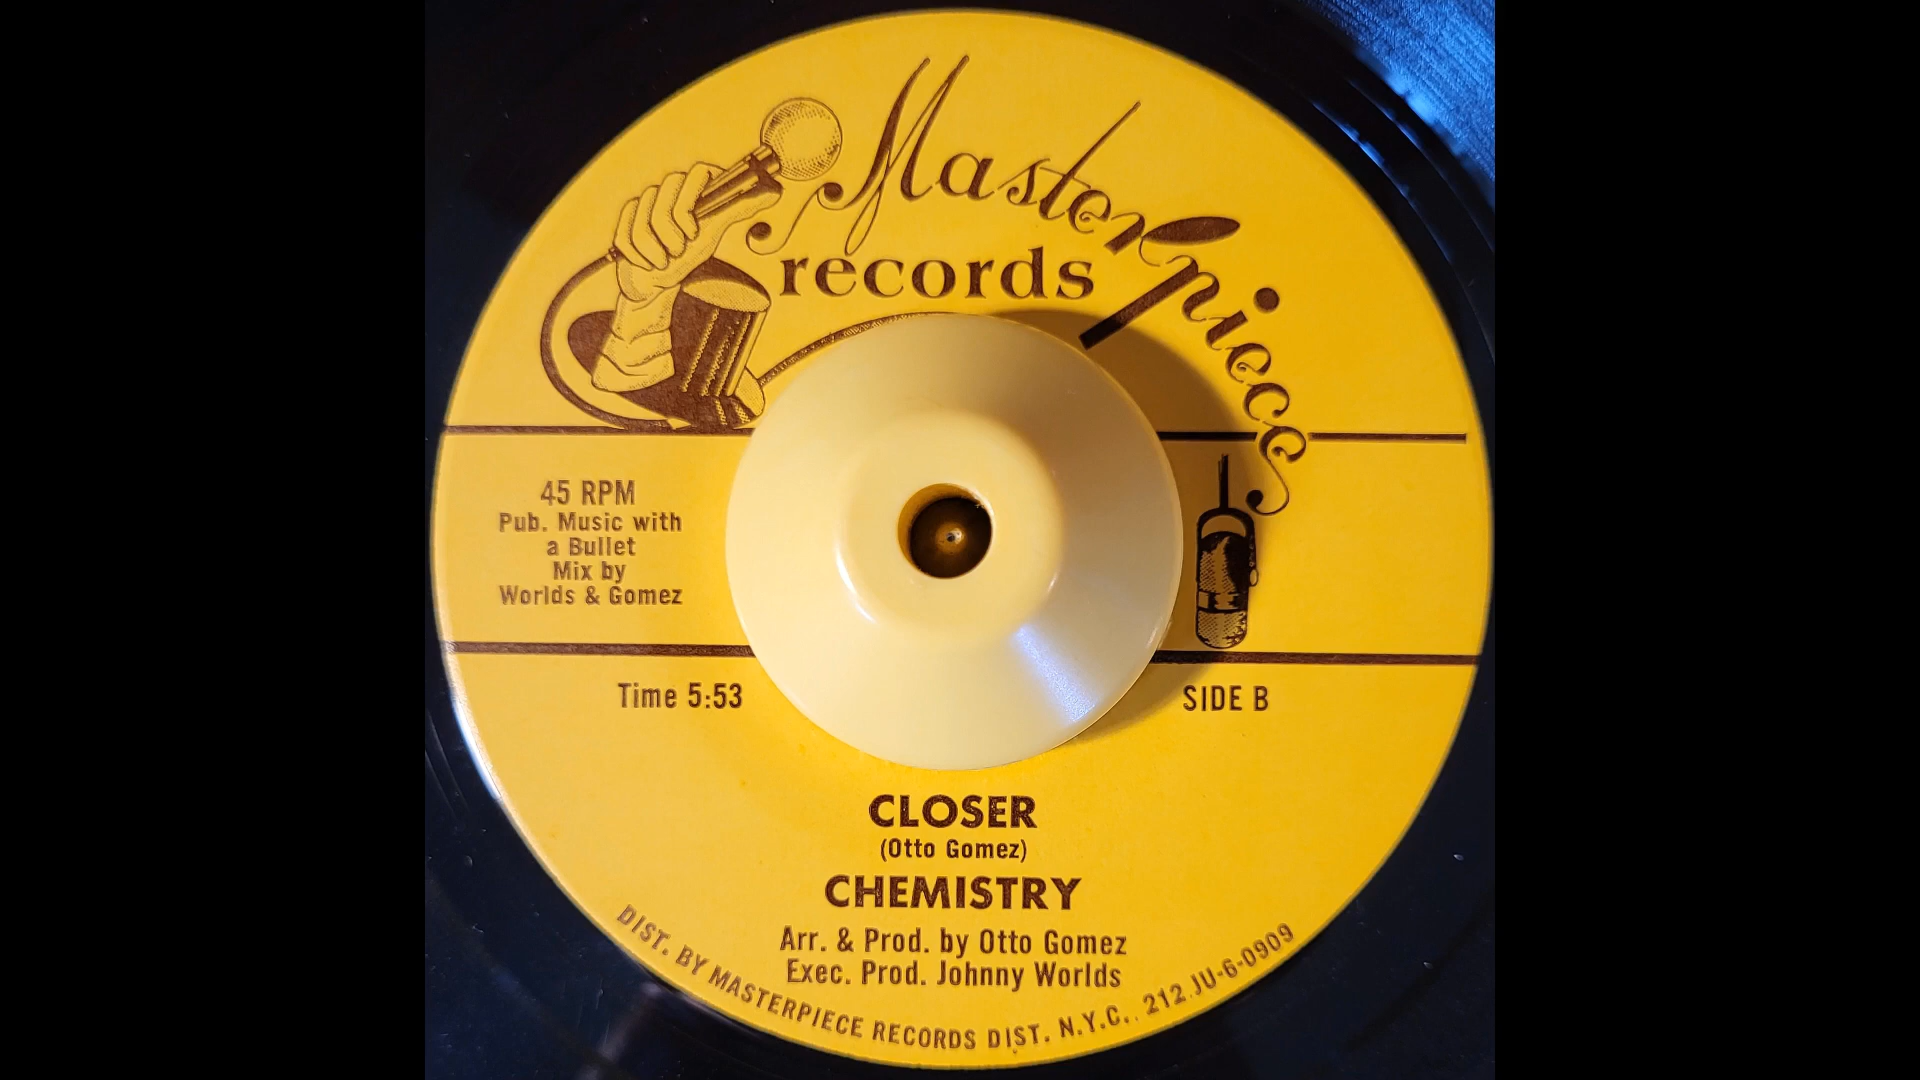 Masterpiece
records
45 RPM
Pub. Music with
a Bullet
Mix by
Worlds & Gomez
Time 5:53
SIDE B
CLOSER
(Otto Gomez)
CHEMISTRY
Arr. & Prod. by Otto Gomez
Exec. Prod. Johnny Worlds
DIST. BY MASTERPIECE RECORDS DIST. N.Y.C.. 212.JU-6-0909